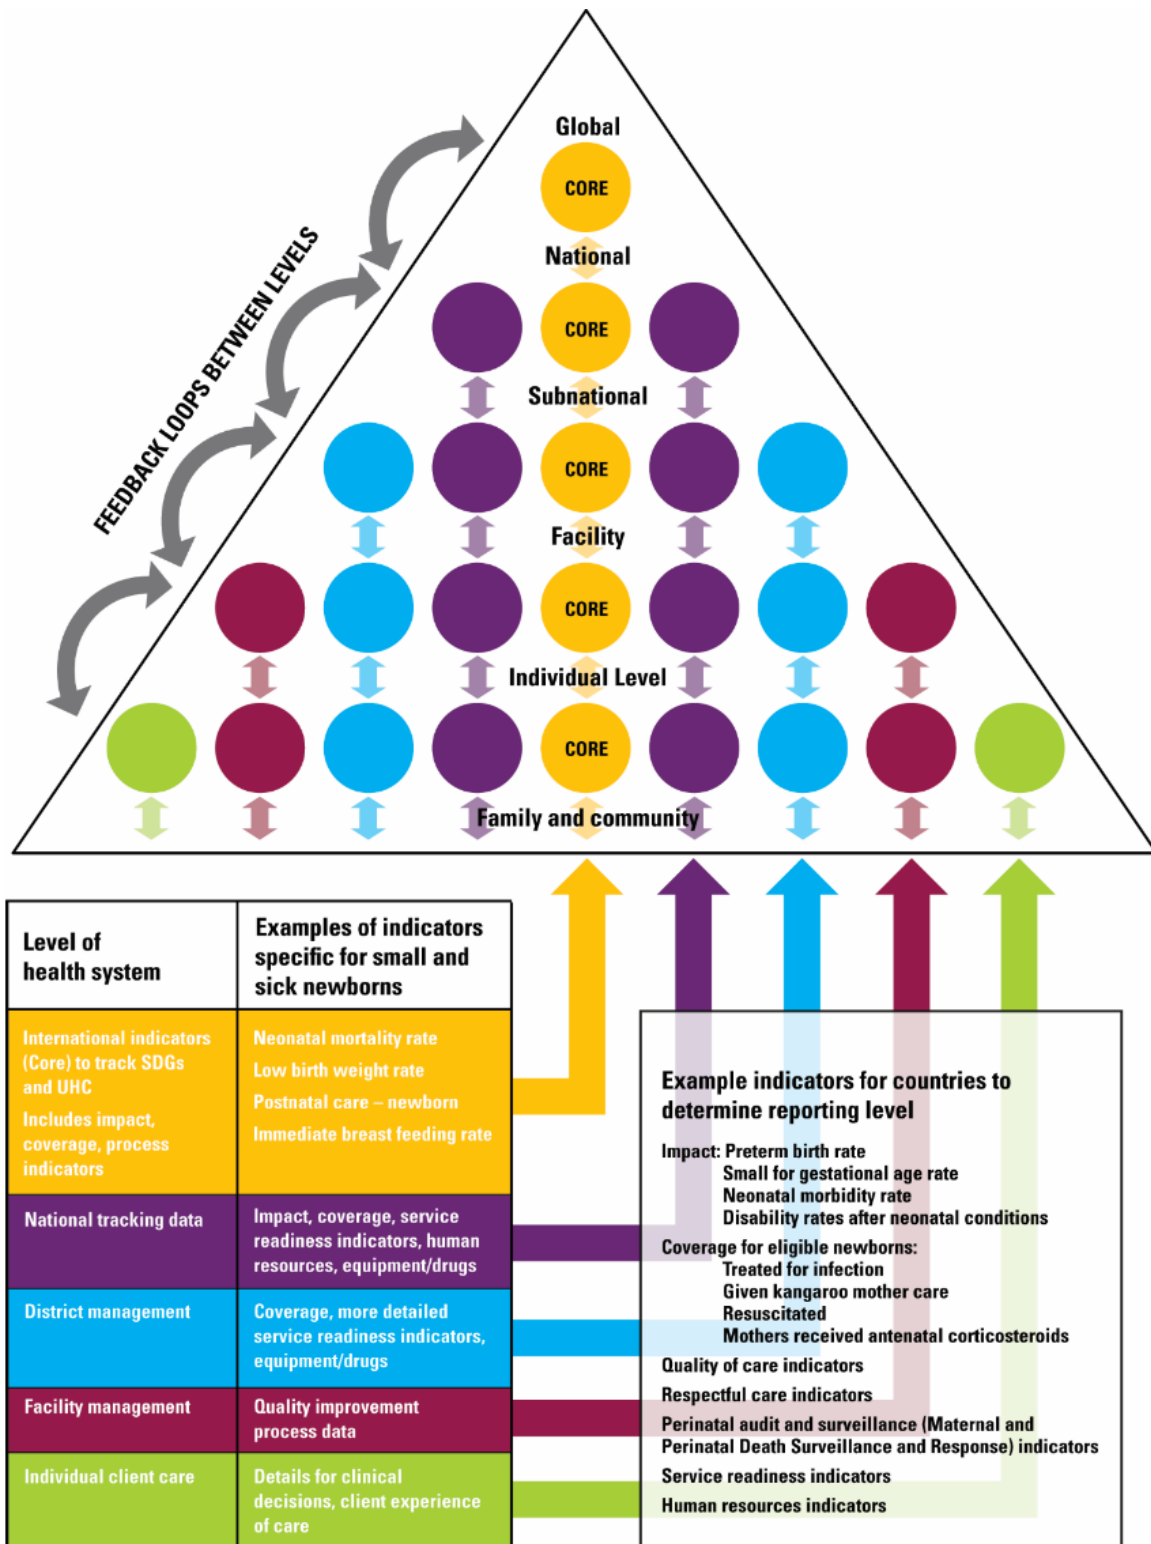 Global
CORE
National
CORE
Subnational
CORE
Facility
CORE
Individual Level
CORE
Family and community
FEEDBACK LOOPS BETWEEN LEVELS
Level of
health system
Examples of indicators
specific for small and
sick newborns
International indicators
(Core) to track SDGs
and UHC
Includes impact,
coverage, process
indicators
Neonatal mortality rate
Low birth weight rate
Postnatal care – newborn
Immediate breast feeding rate
National tracking data
Impact, coverage, service
readiness indicators, human
resources, equipment/drugs
District management
Coverage, more detailed
service readiness indicators,
equipment/drugs
Facility management
Quality improvement
process data
Individual client care
Details for clinical
decisions, client experience
of care
Example indicators for countries to
determine reporting level
Impact: Preterm birth rate
Small for gestational age rate
Neonatal morbidity rate
Disability rates after neonatal conditions
Coverage for eligible newborns:
Treated for infection
Given kangaroo mother care
Resuscitated
Mothers received antenatal corticosteroids
Quality of care indicators
Respectful care indicators
Perinatal audit and surveillance (Maternal and
Perinatal Death Surveillance and Response) indicators
Service readiness indicators
Human resources indicators